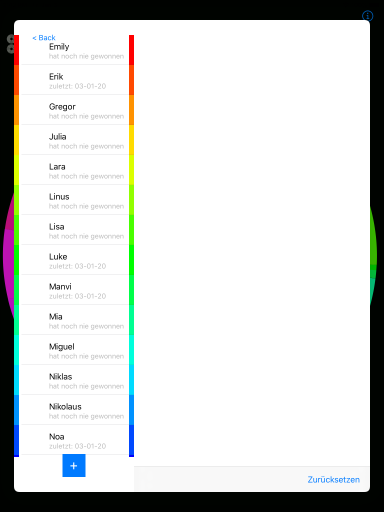 < Back
Emily
hat noch nie gewonnen
Erik
zuletzt: 03-01-20
Gregor
hat noch nie gewonnen
Julia
hat noch nie gewonnen
Lara
hat noch nie gewonnen
Linus
hat noch nie gewonnen
Lisa
hat noch nie gewonnen
Luke
zuletzt: 03-01-20
Manvi
zuletzt: 03-01-20
Mia
hat noch nie gewonnen
Miguel
hat noch nie gewonnen
Niklas
hat noch nie gewonnen
Nikolaus
hat noch nie gewonnen
Noa
zuletzt: 03-01-20
+
Zurücksetzen